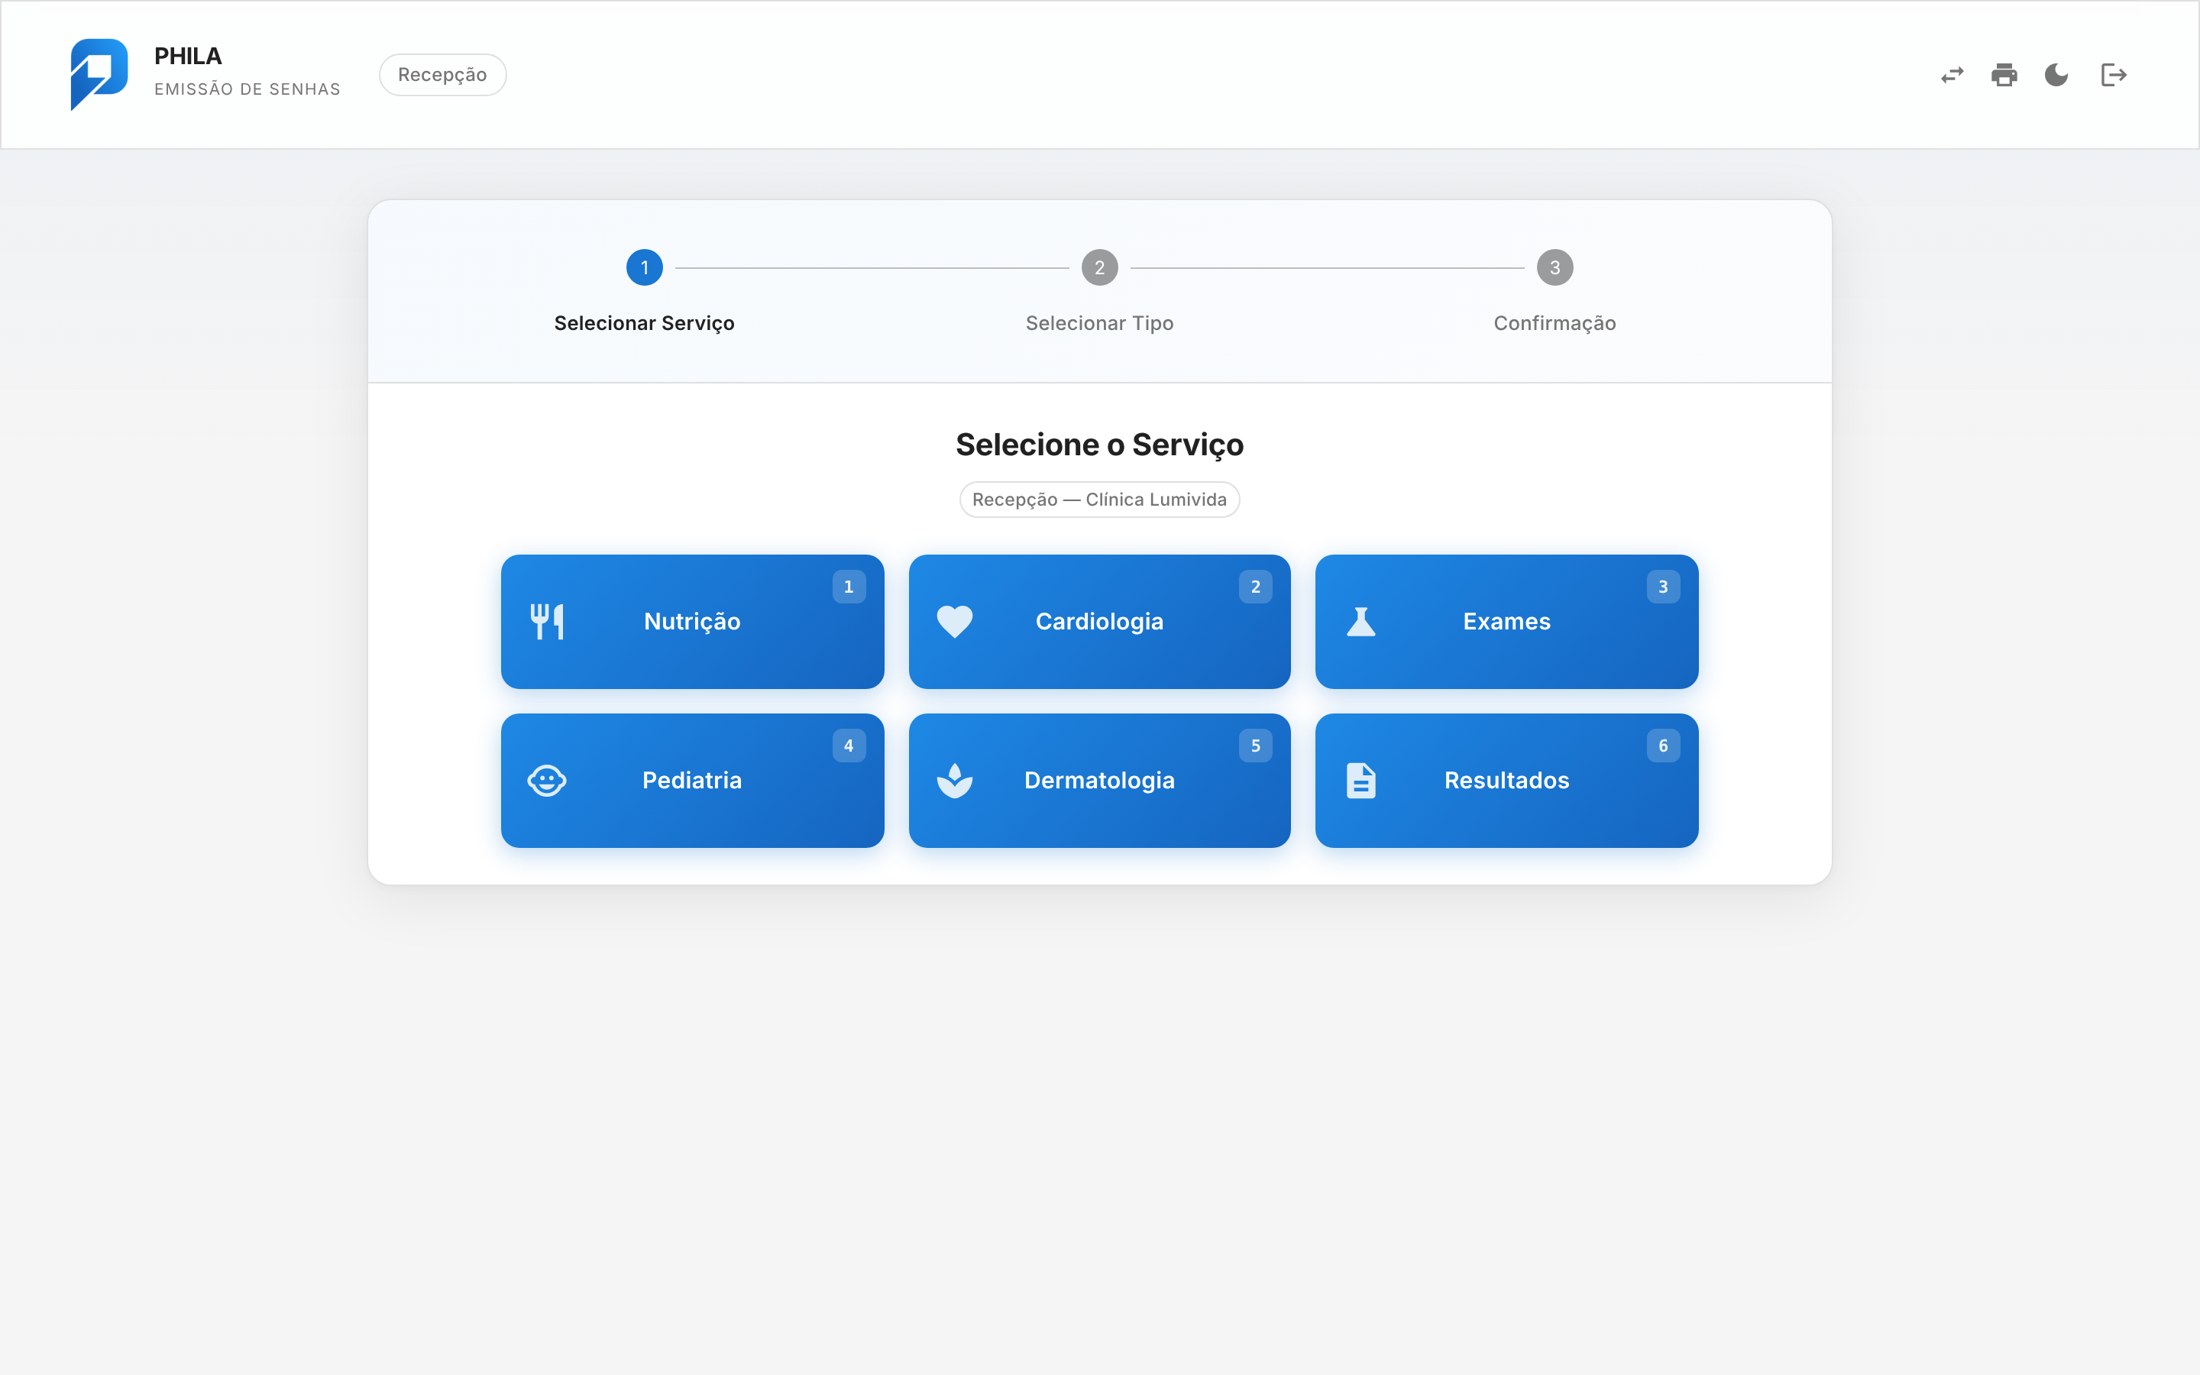 PHILA
EMISSÃO DE SENHAS
Recepção
1
2
3
Selecionar Serviço
Selecionar Tipo
Confirmação
Selecione o Serviço
Recepção — Clínica Lumivida
1
Nutrição
2
Cardiologia
3
Exames
4
Pediatria
5
Dermatologia
6
Resultados